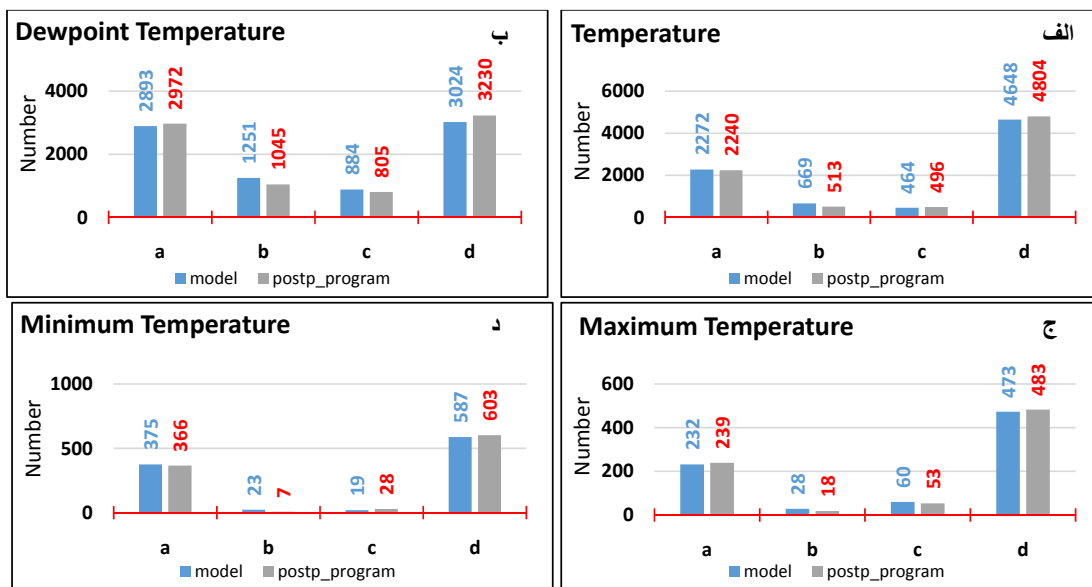 Dewpoint Temperature ب
Number
4000
2000
0
2893 2972
1251 1045
884 805
3024 3230
a b c d
model postp_program
Temperature الف
Number
6000
4000
2000
0
2272 2240
669 513
464 496
4648 4804
a b c d
model postp_program
Minimum Temperature د
Number
1000
500
0
375 366
23 7
19 28
587 603
a b c d
model postp_program
Maximum Temperature ج
Number
600
400
200
0
232 239
28 18
60 53
473 483
a b c d
model postp_program